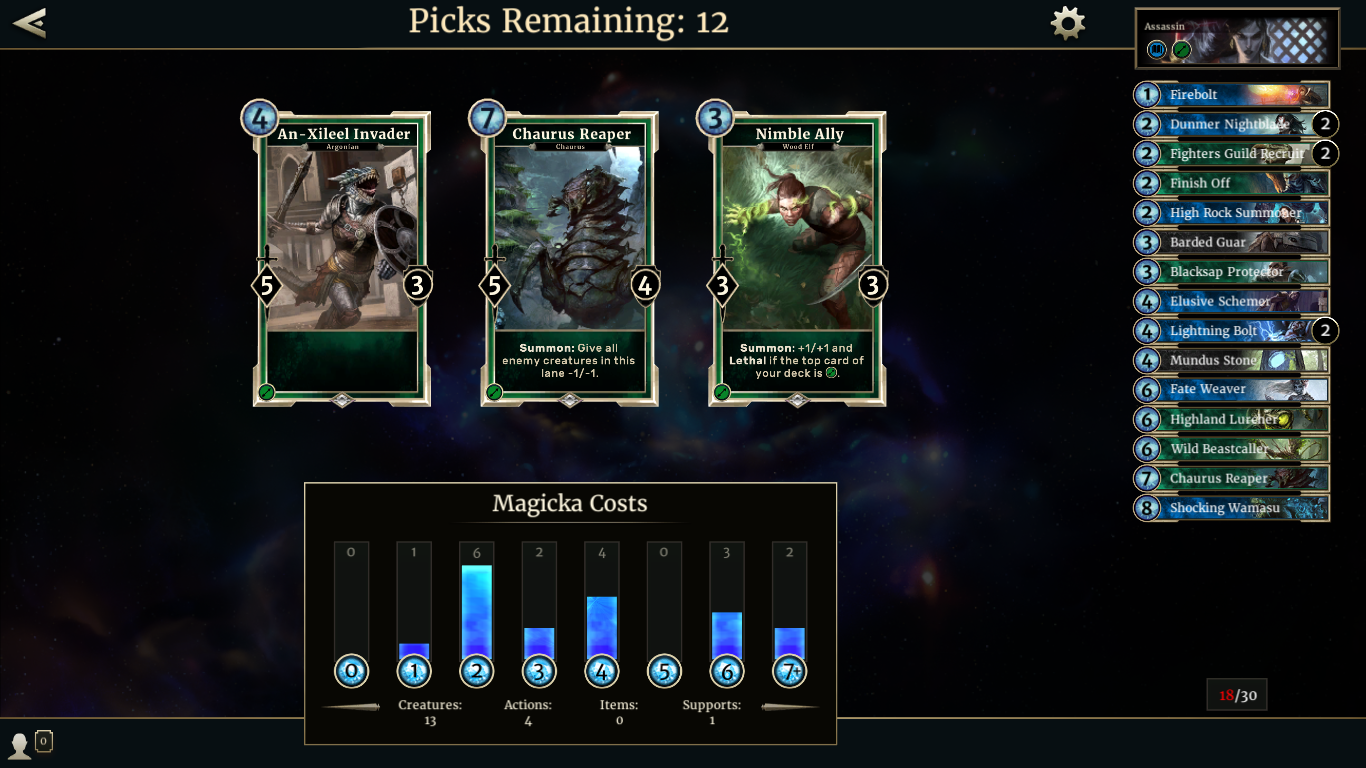 Picks Remaining: 12
Assassin
4
An-Xileel Invader
Argonian
5
3
7
Chaurus Reaper
Chaurus
5
4
Summon: Give all
enemy creatures in this
lane -1/-1.
3
Nimble Ally
Wood Elf
3
3
Summon: +1/+1 and
Lethal if the top card of
your deck is
1 Firebolt
2 Dunmer Nightblade 2
2 Fighters Guild Recruit 2
2 Finish Off
2 High Rock Summoner
3 Barded Guar
3 Blacksap Protector
4 Elusive Schemer
4 Lightning Bolt 2
4 Mundus Stone
6 Fate Weaver
6 Highland Lurcher
6 Wild Beastcaller
7 Chaurus Reaper
8 Shocking Wamasu
Magicka Costs
0 1 6 2 4 0 3 2
0 1 2 3 4 5 6 7+
Creatures: Actions: Items: Supports:
13 4 0 1
18/30
0